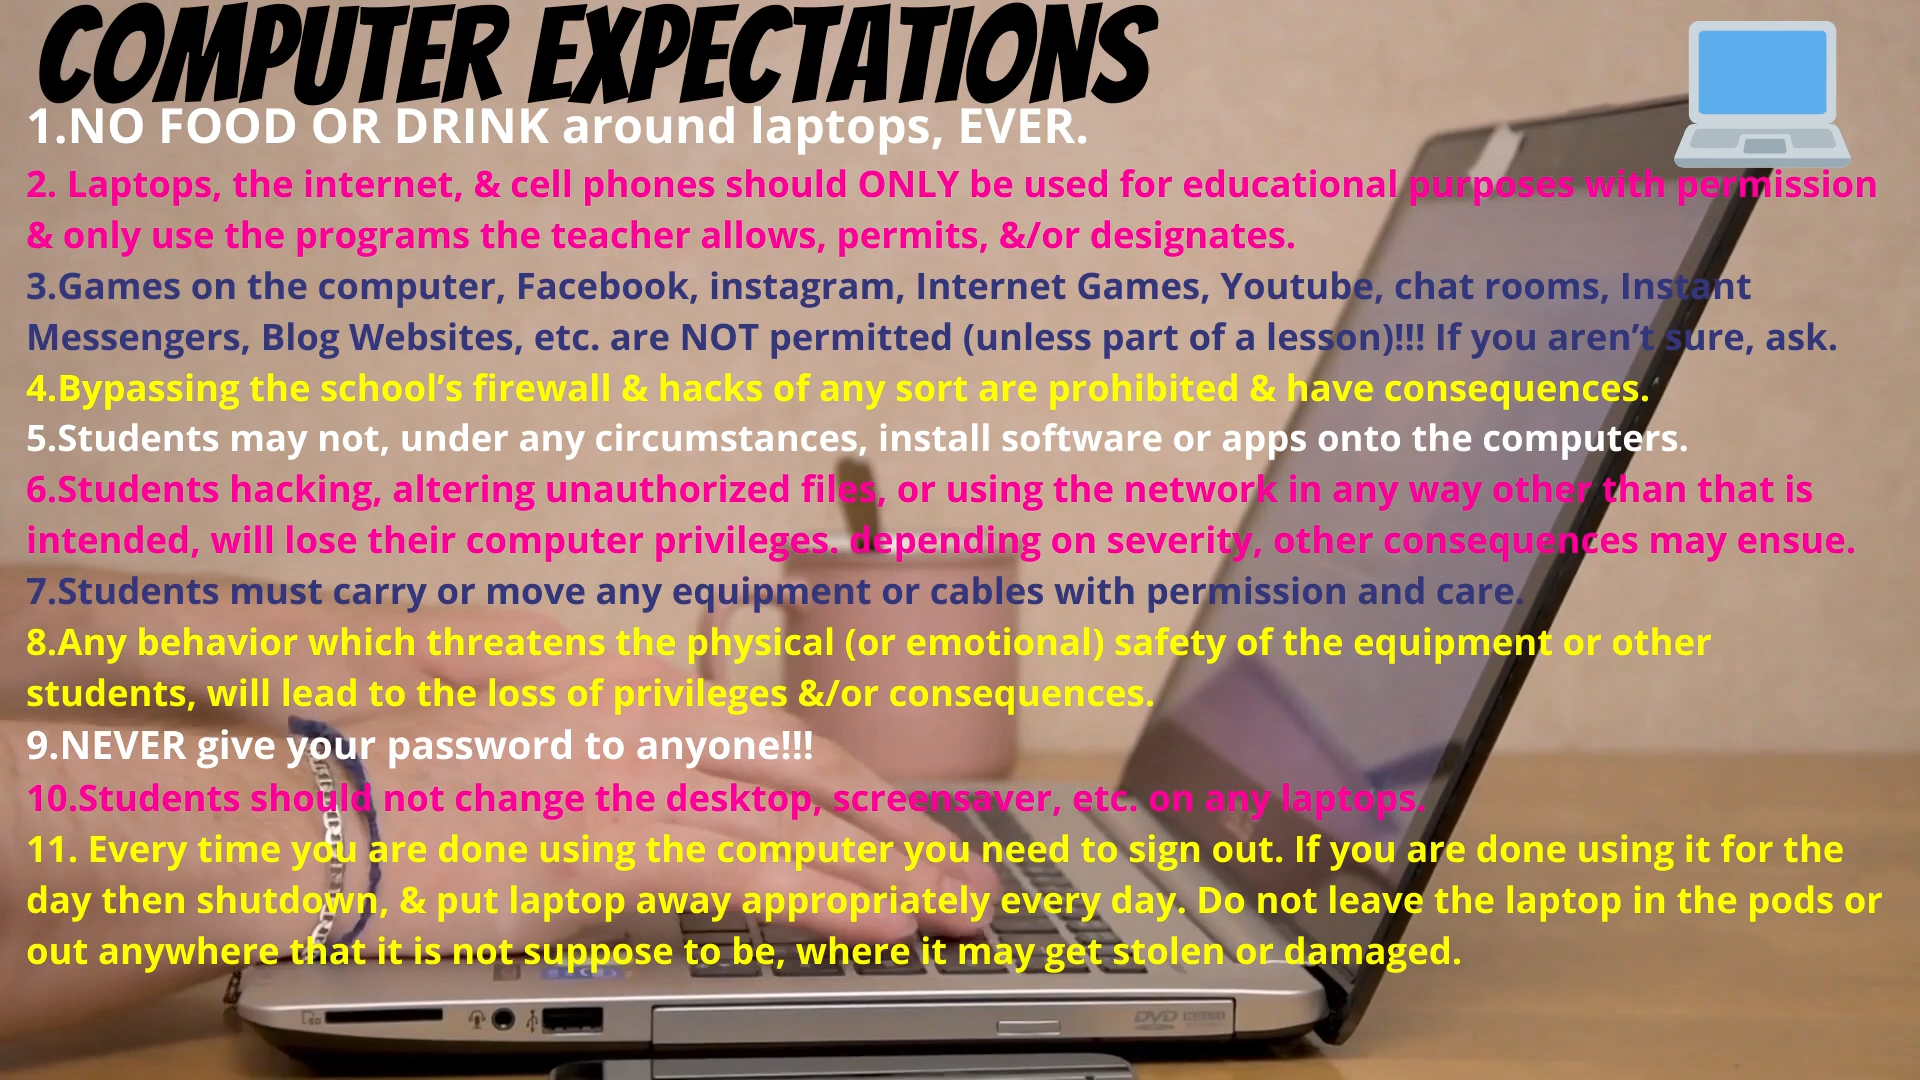 COMPUTER EXPECTATIONS
1.NO FOOD OR DRINK around laptops, EVER.
2. Laptops, the internet, & cell phones should ONLY be used for educational purposes with permission
& only use the programs the teacher allows, permits, &/or designates.
3.Games on the computer, Facebook, instagram, Internet Games, Youtube, chat rooms, Instant
Messengers, Blog Websites, etc. are NOT permitted (unless part of a lesson)!!! If you aren’t sure, ask.
4.Bypassing the school’s firewall & hacks of any sort are prohibited & have consequences.
5.Students may not, under any circumstances, install software or apps onto the computers.
6.Students hacking, altering unauthorized files, or using the network in any way other than that is
intended, will lose their computer privileges. depending on severity, other consequences may ensue.
7.Students must carry or move any equipment or cables with permission and care.
8.Any behavior which threatens the physical (or emotional) safety of the equipment or other
students, will lead to the loss of privileges &/or consequences.
9.NEVER give your password to anyone!!!
10.Students should not change the desktop, screensaver, etc. on any laptops.
11. Every time you are done using the computer you need to sign out. If you are done using it for the
day then shutdown, & put laptop away appropriately every day. Do not leave the laptop in the pods or
out anywhere that it is not suppose to be, where it may get stolen or damaged.
SD
DVD